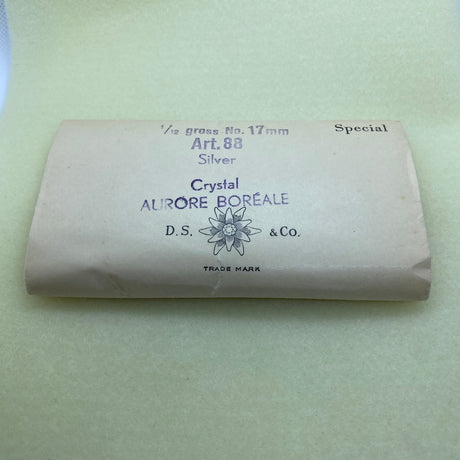 1/12 gross No. 17mm Special
Art. 88
Silver
Crystal
AURORE BORÉALE
D.S. & Co.
TRADE MARK